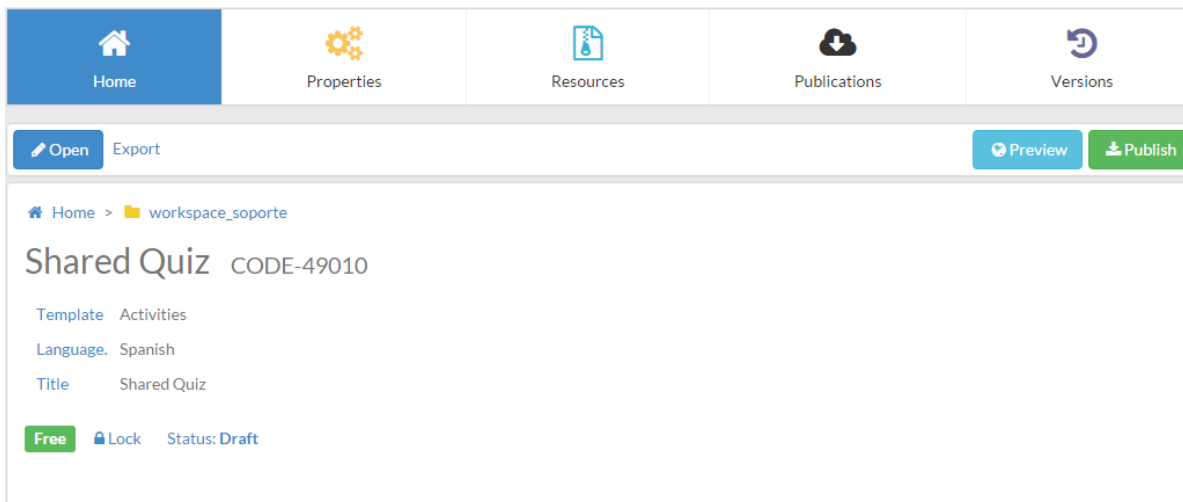 Home Properties Resources Publications Versions
Open Export Preview Publish
Home > workspace_soporte
Shared Quiz CODE-49010
Template Activities
Language. Spanish
Title Shared Quiz
Free Lock Status: Draft